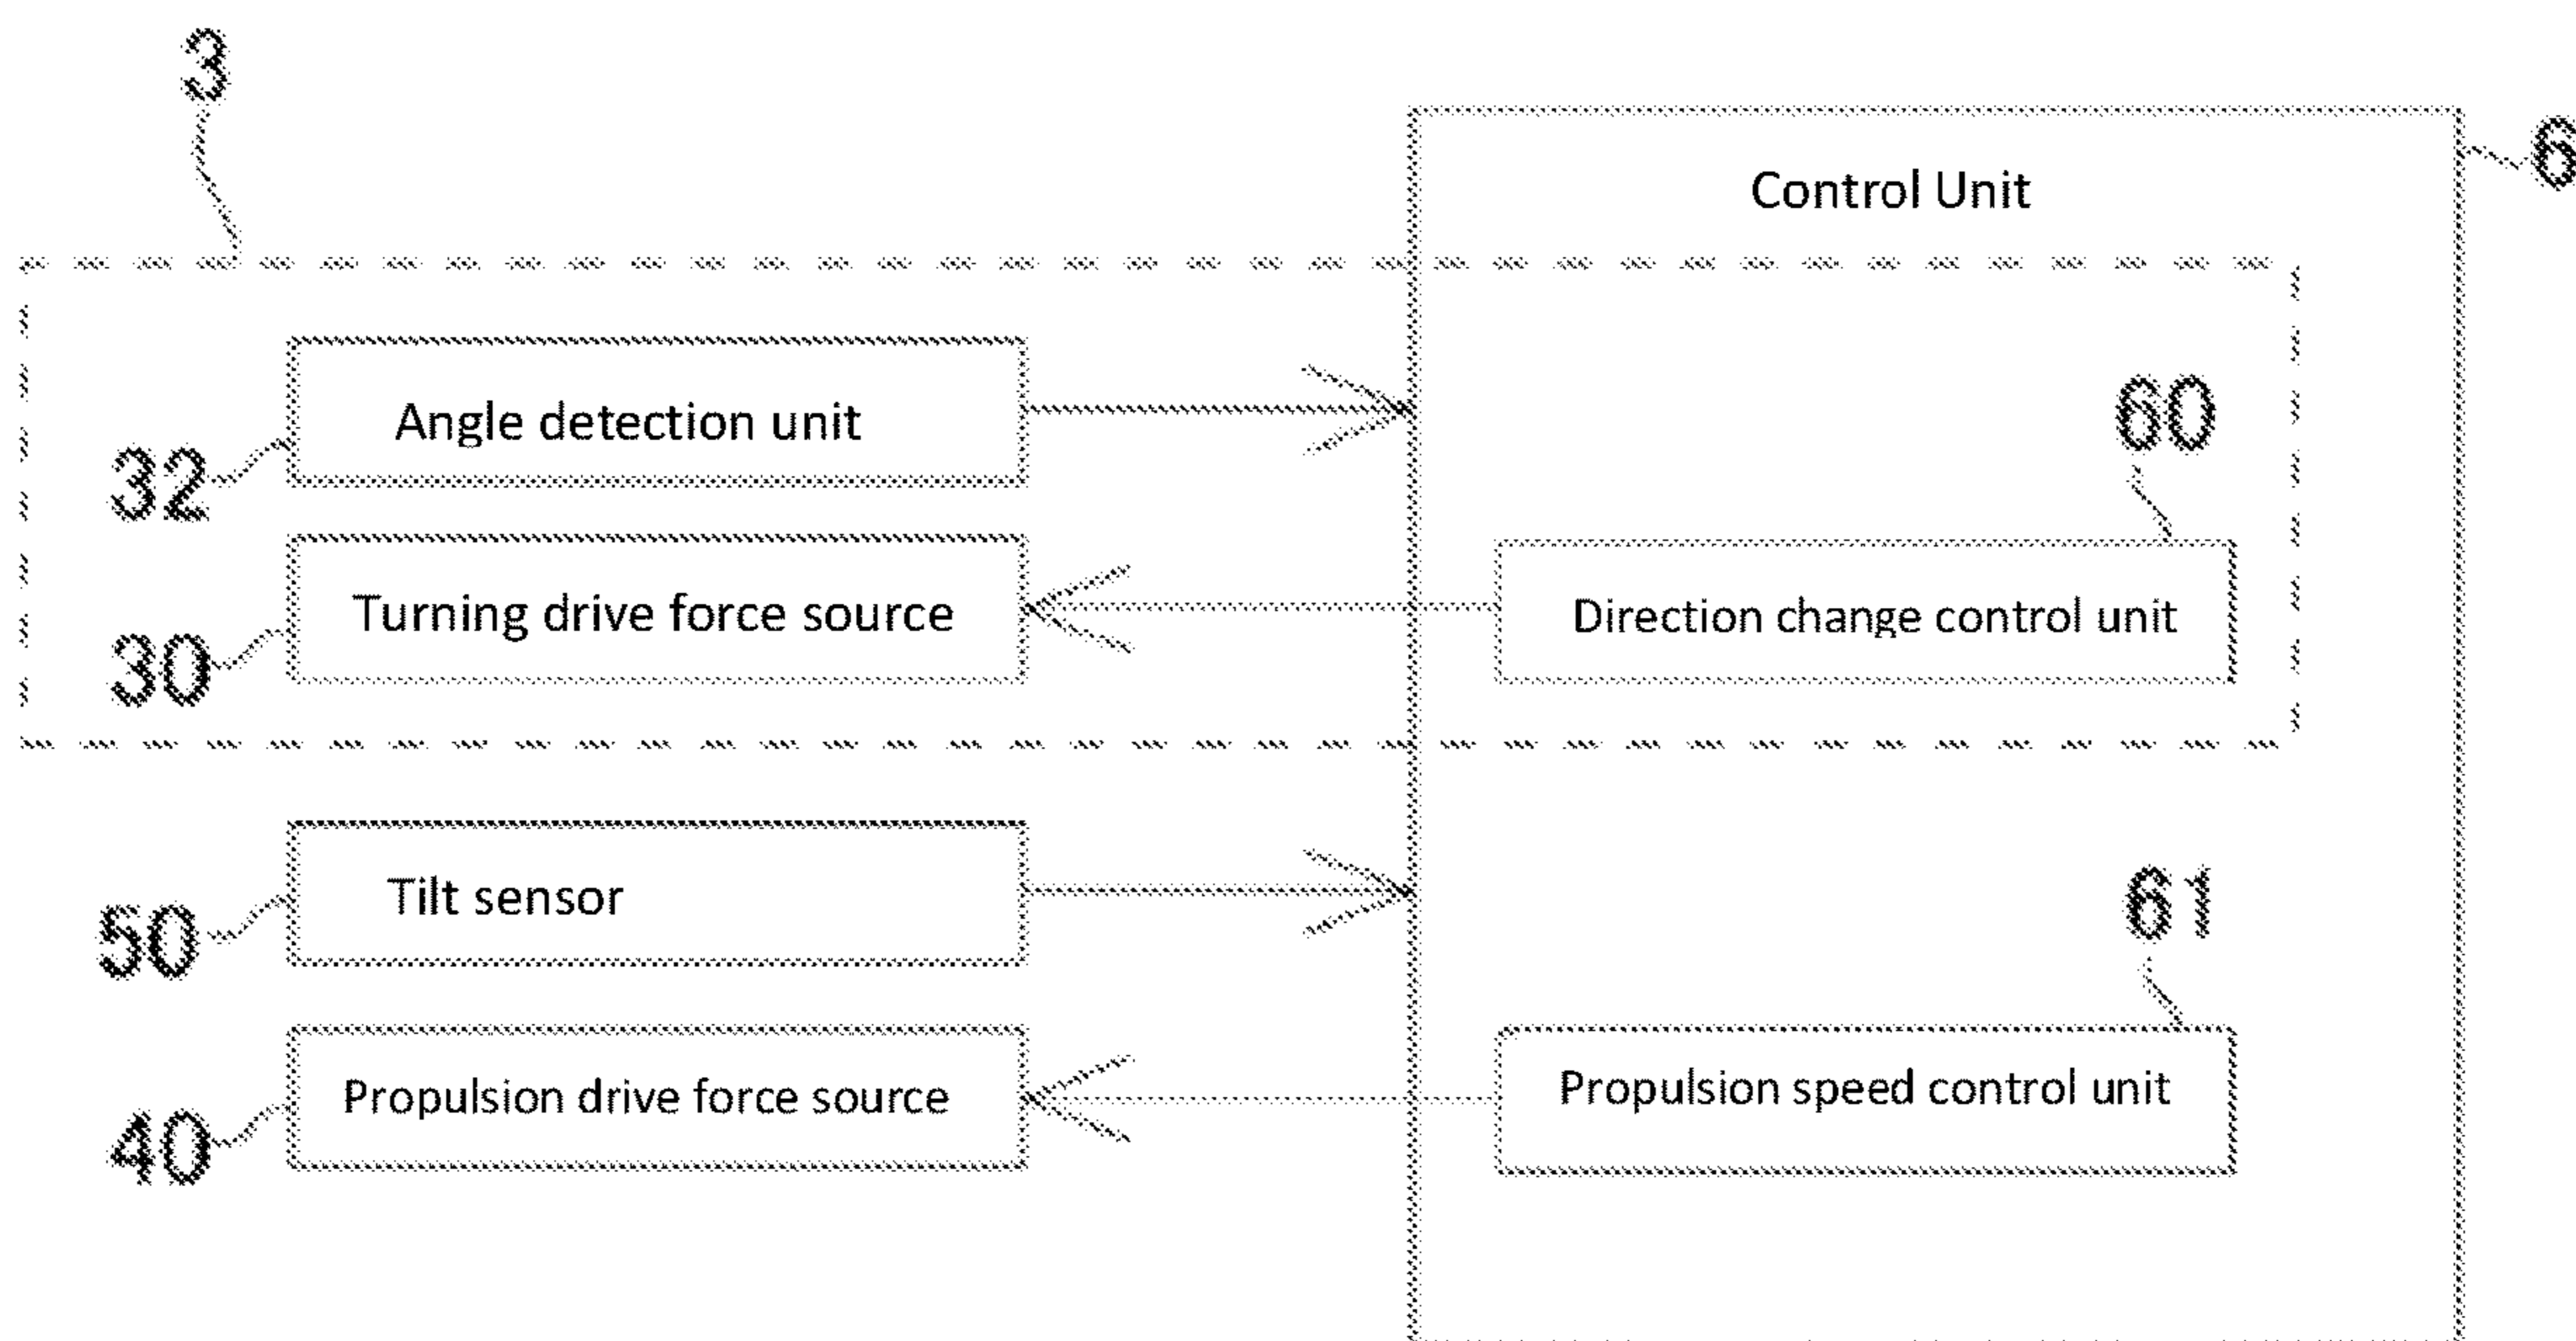 3
6
Control Unit
Angle detection unit
60
32
Turning drive force source
Direction change control unit
30
Tilt sensor
61
50
Propulsion drive force source
Propulsion speed control unit
40